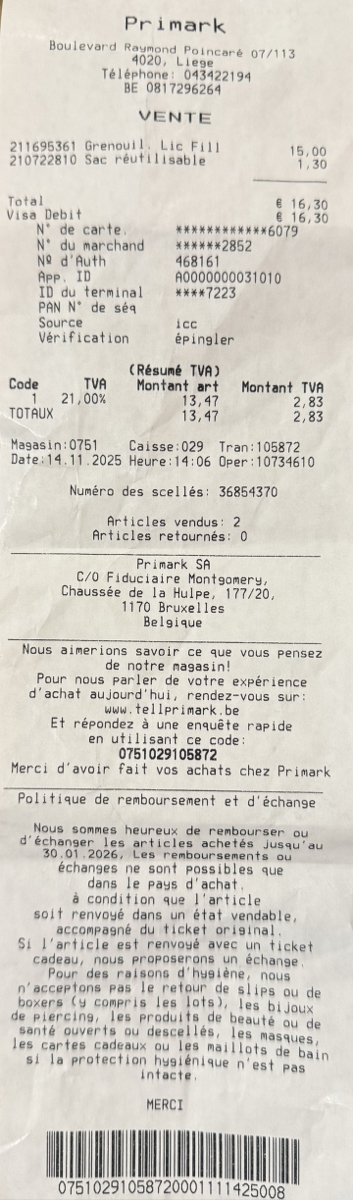 Primark
Boulevard Raymond Poincaré 07/113
4020, Liege
Téléphone: 043422194
BE 0817296264
VENTE
211695361 Grenouil. Lic Fill 15,00
210722810 Sac réutilisable 1,30
Total € 16,30
Visa Debit € 16,30
N° de carte. ************6079
N° du marchand ******2852
Nº d'Auth 468161
App. ID A0000000031010
ID du terminal ****7223
PAN N° de séq
Source icc
Vérification épingler
(Résumé TVA)
Code TVA Montant art Montant TVA
1 21,00% 13,47 2,83
TOTAUX 13,47 2,83
Magasin:0751 Caisse:029 Tran:105872
Date:14.11.2025 Heure:14:06 Oper:10734610
Numéro des scellés: 36854370
Articles vendus: 2
Articles retournés: 0
Primark SA
C/O Fiduciaire Montgomery,
Chaussée de la Hulpe, 177/20,
1170 Bruxelles
Belgique
Nous aimerions savoir ce que vous pensez
de notre magasin!
Pour nous parler de votre expérience
d'achat aujourd'hui, rendez-vous sur:
www.tellprimark.be
Et répondez à une enquête rapide
en utilisant ce code:
0751029105872
Merci d'avoir fait vos achats chez Primark
Politique de remboursement et d'échange
Nous sommes heureux de rembourser ou
d'échanger les articles achetés jusqu'au
30.01.2026, Les remboursements ou
échanges ne sont possibles que
dans le pays d'achat.
à condition que l'article
soit renvoyé dans un état vendable,
accompagné du ticket original.
Si l'article est renvoyé avec un ticket
cadeau, nous proposerons un échange.
Pour des raisons d'hygiène, nous
n'acceptons pas le retour de slips ou de
boxers (y compris les lots), les bijoux
de piercing, les produits de beauté ou de
santé ouverts ou descellés, les masques,
les cartes cadeaux ou les maillots de bain
si la protection hygiénique n'est pas
intacte.
MERCI
07510291058720001111425008